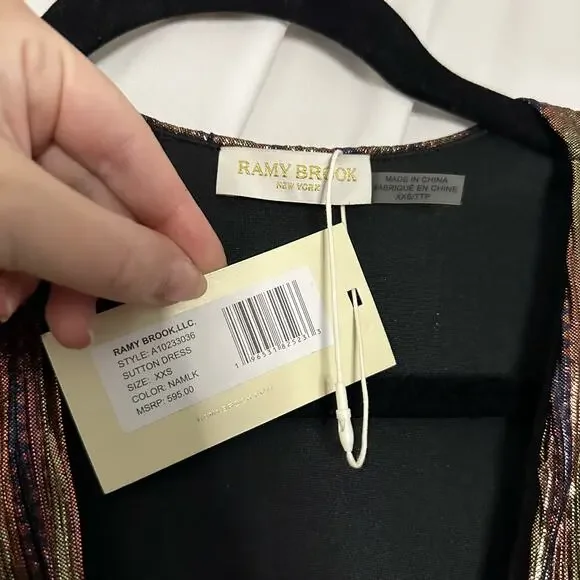 RAMY BROOK
NEW YORK
MADE IN CHINA
FABRIQUÉ EN CHINE
XXS/TTP
RAMY BROOK,LLC.
STYLE: A10233036
SUTTON DRESS
SIZE: XXS
COLOR: NAMLK
MSRP: 595.00